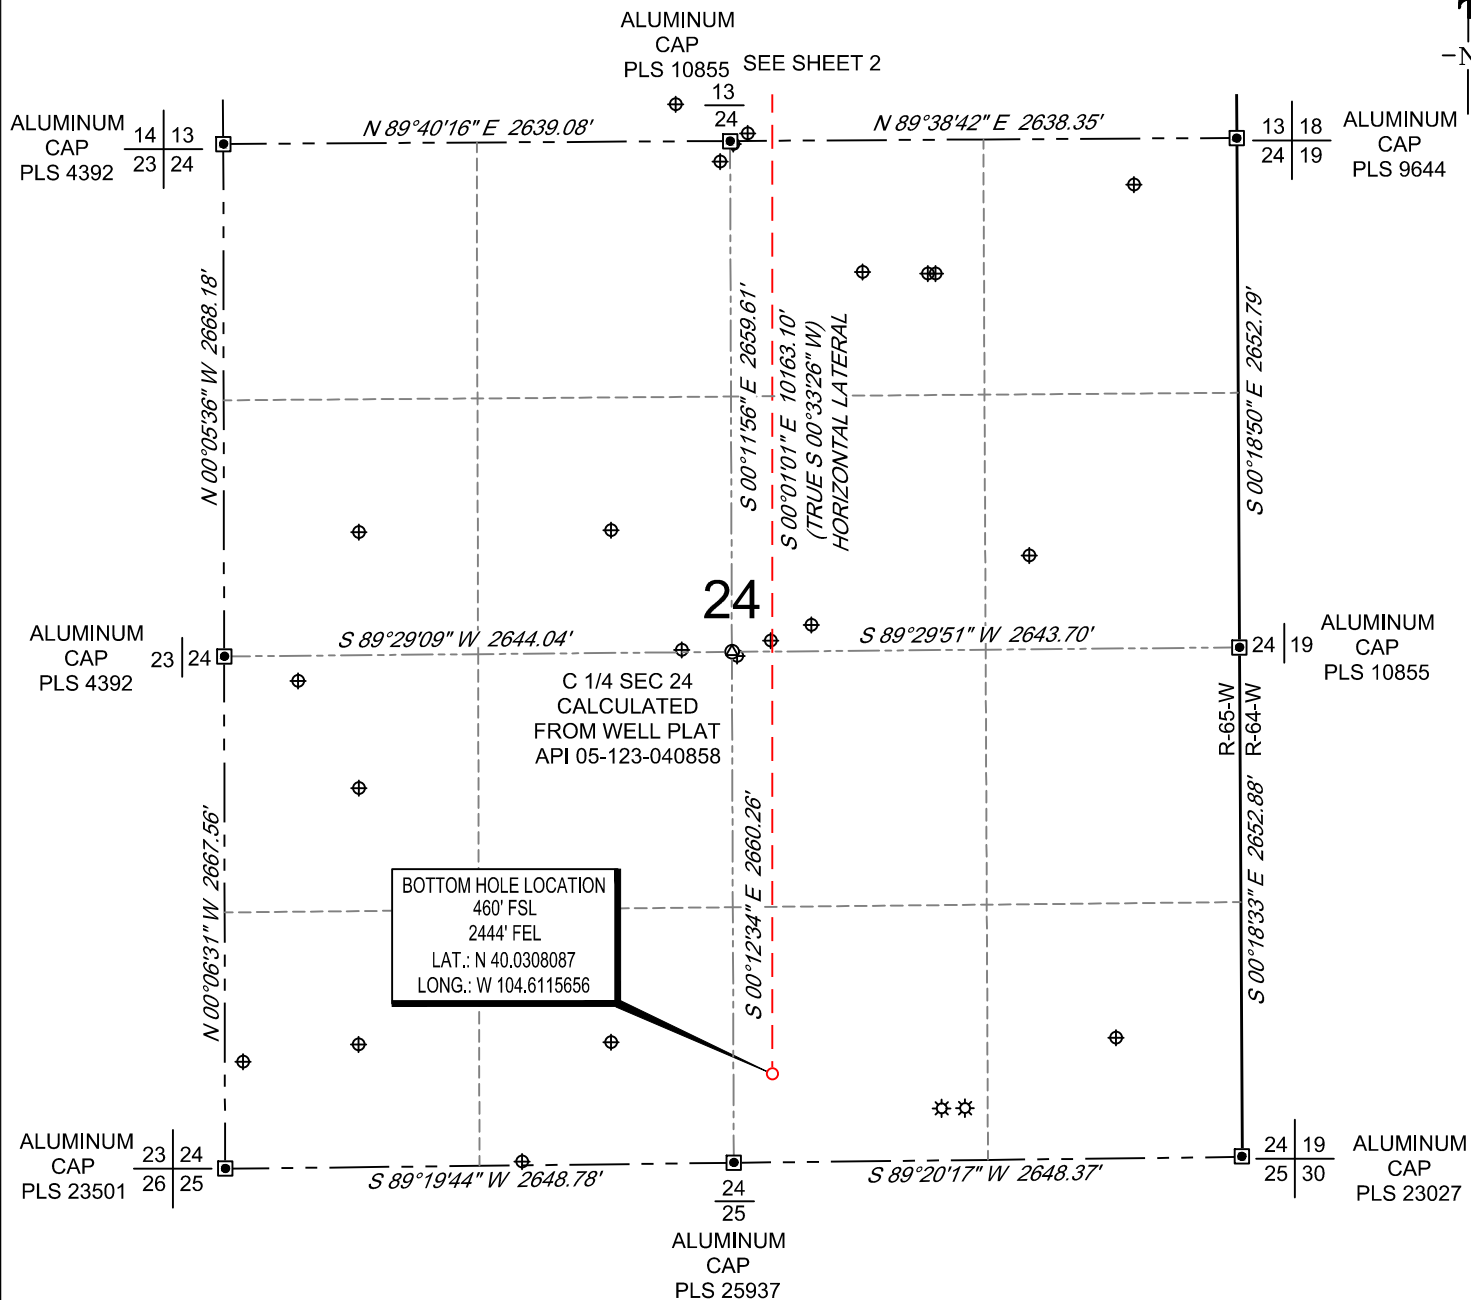 ALUMINUM
CAP
PLS 10855
SEE SHEET 2
13
24
-N
ALUMINUM
CAP
PLS 4392
14 13
23 24
N 89°40'16" E 2639.08'
N 89°38'42" E 2638.35'
13 18
24 19
ALUMINUM
CAP
PLS 9644
N 00°05'36" W 2668.18'
S 00°11'56" E 2659.61'
S 00°01'01" E 10163.10'
(TRUE S 00°33'26" W)
HORIZONTAL LATERAL
S 00°18'50" E 2652.79'
24
ALUMINUM
CAP
PLS 4392
23 24
S 89°29'09" W 2644.04'
S 89°29'51" W 2643.70'
24 19
ALUMINUM
CAP
PLS 10855
C 1/4 SEC 24
CALCULATED
FROM WELL PLAT
API 05-123-040858
R-65-W
R-64-W
N 00°06'31" W 2667.56'
S 00°12'34" E 2660.26'
S 00°18'33" E 2652.88'
BOTTOM HOLE LOCATION
460' FSL
2444' FEL
LAT.: N 40.0308087
LONG.: W 104.6115656
ALUMINUM
CAP
PLS 23501
23 24
26 25
S 89°19'44" W 2648.78'
S 89°20'17" W 2648.37'
24
25
ALUMINUM
CAP
PLS 25937
24 19
25 30
ALUMINUM
CAP
PLS 23027